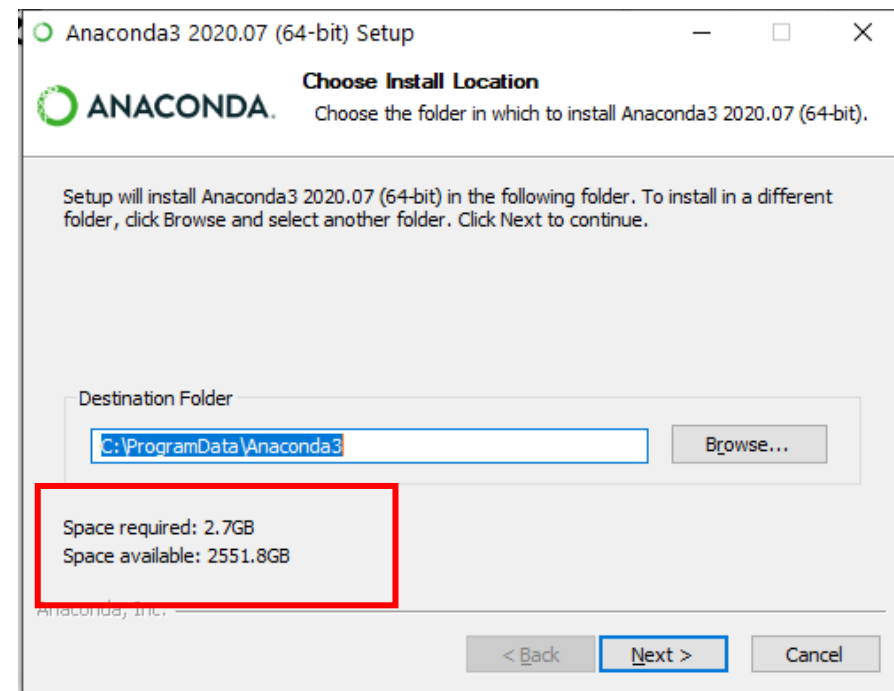 Anaconda3 2020.07 (64-bit) Setup
ANACONDA.
Choose Install Location
Choose the folder in which to install Anaconda3 2020.07 (64-bit).
Setup will install Anaconda3 2020.07 (64-bit) in the following folder. To install in a different
folder, click Browse and select another folder. Click Next to continue.
Destination Folder
C:\ProgramData\Anaconda3
Browse...
Space required: 2.7GB
Space available: 2551.8GB
Anaconda, Inc.
< Back
Next >
Cancel